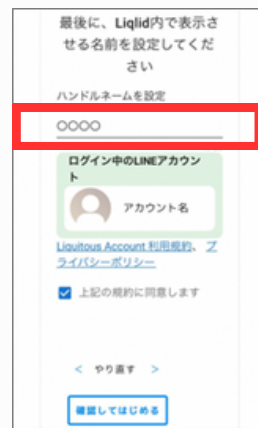 最後に、Liqlid内で表示さ
せる名前を設定してくだ
さい
ハンドルネームを設定
○○○○
ログイン中のLINEアカウン
ト
アカウント名
Liquitous Account 利用規約、 プ
ライバシーポリシー
上記の規約に同意します
< やり直す >
確認してはじめる